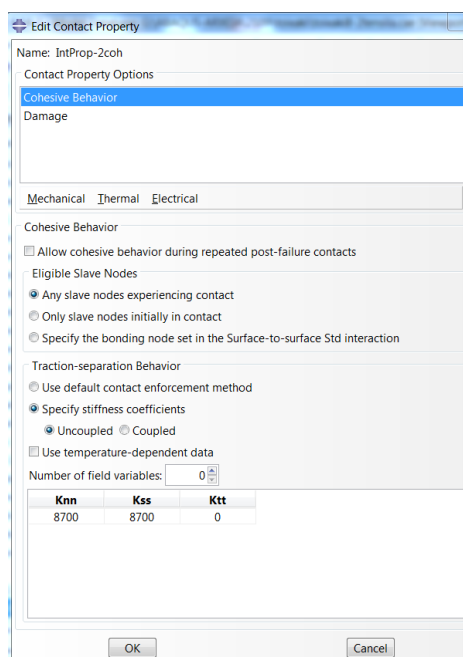 Edit Contact Property
Name: IntProp-2coh
Contact Property Options
Cohesive Behavior
Damage
Mechanical Thermal Electrical
Cohesive Behavior
Allow cohesive behavior during repeated post-failure contacts
Eligible Slave Nodes
Any slave nodes experiencing contact
Only slave nodes initially in contact
Specify the bonding node set in the Surface-to-surface Std interaction
Traction-separation Behavior
Use default contact enforcement method
Specify stiffness coefficients
Uncoupled Coupled
Use temperature-dependent data
Number of field variables: 0
Knn Kss Ktt
8700 8700 0
OK Cancel